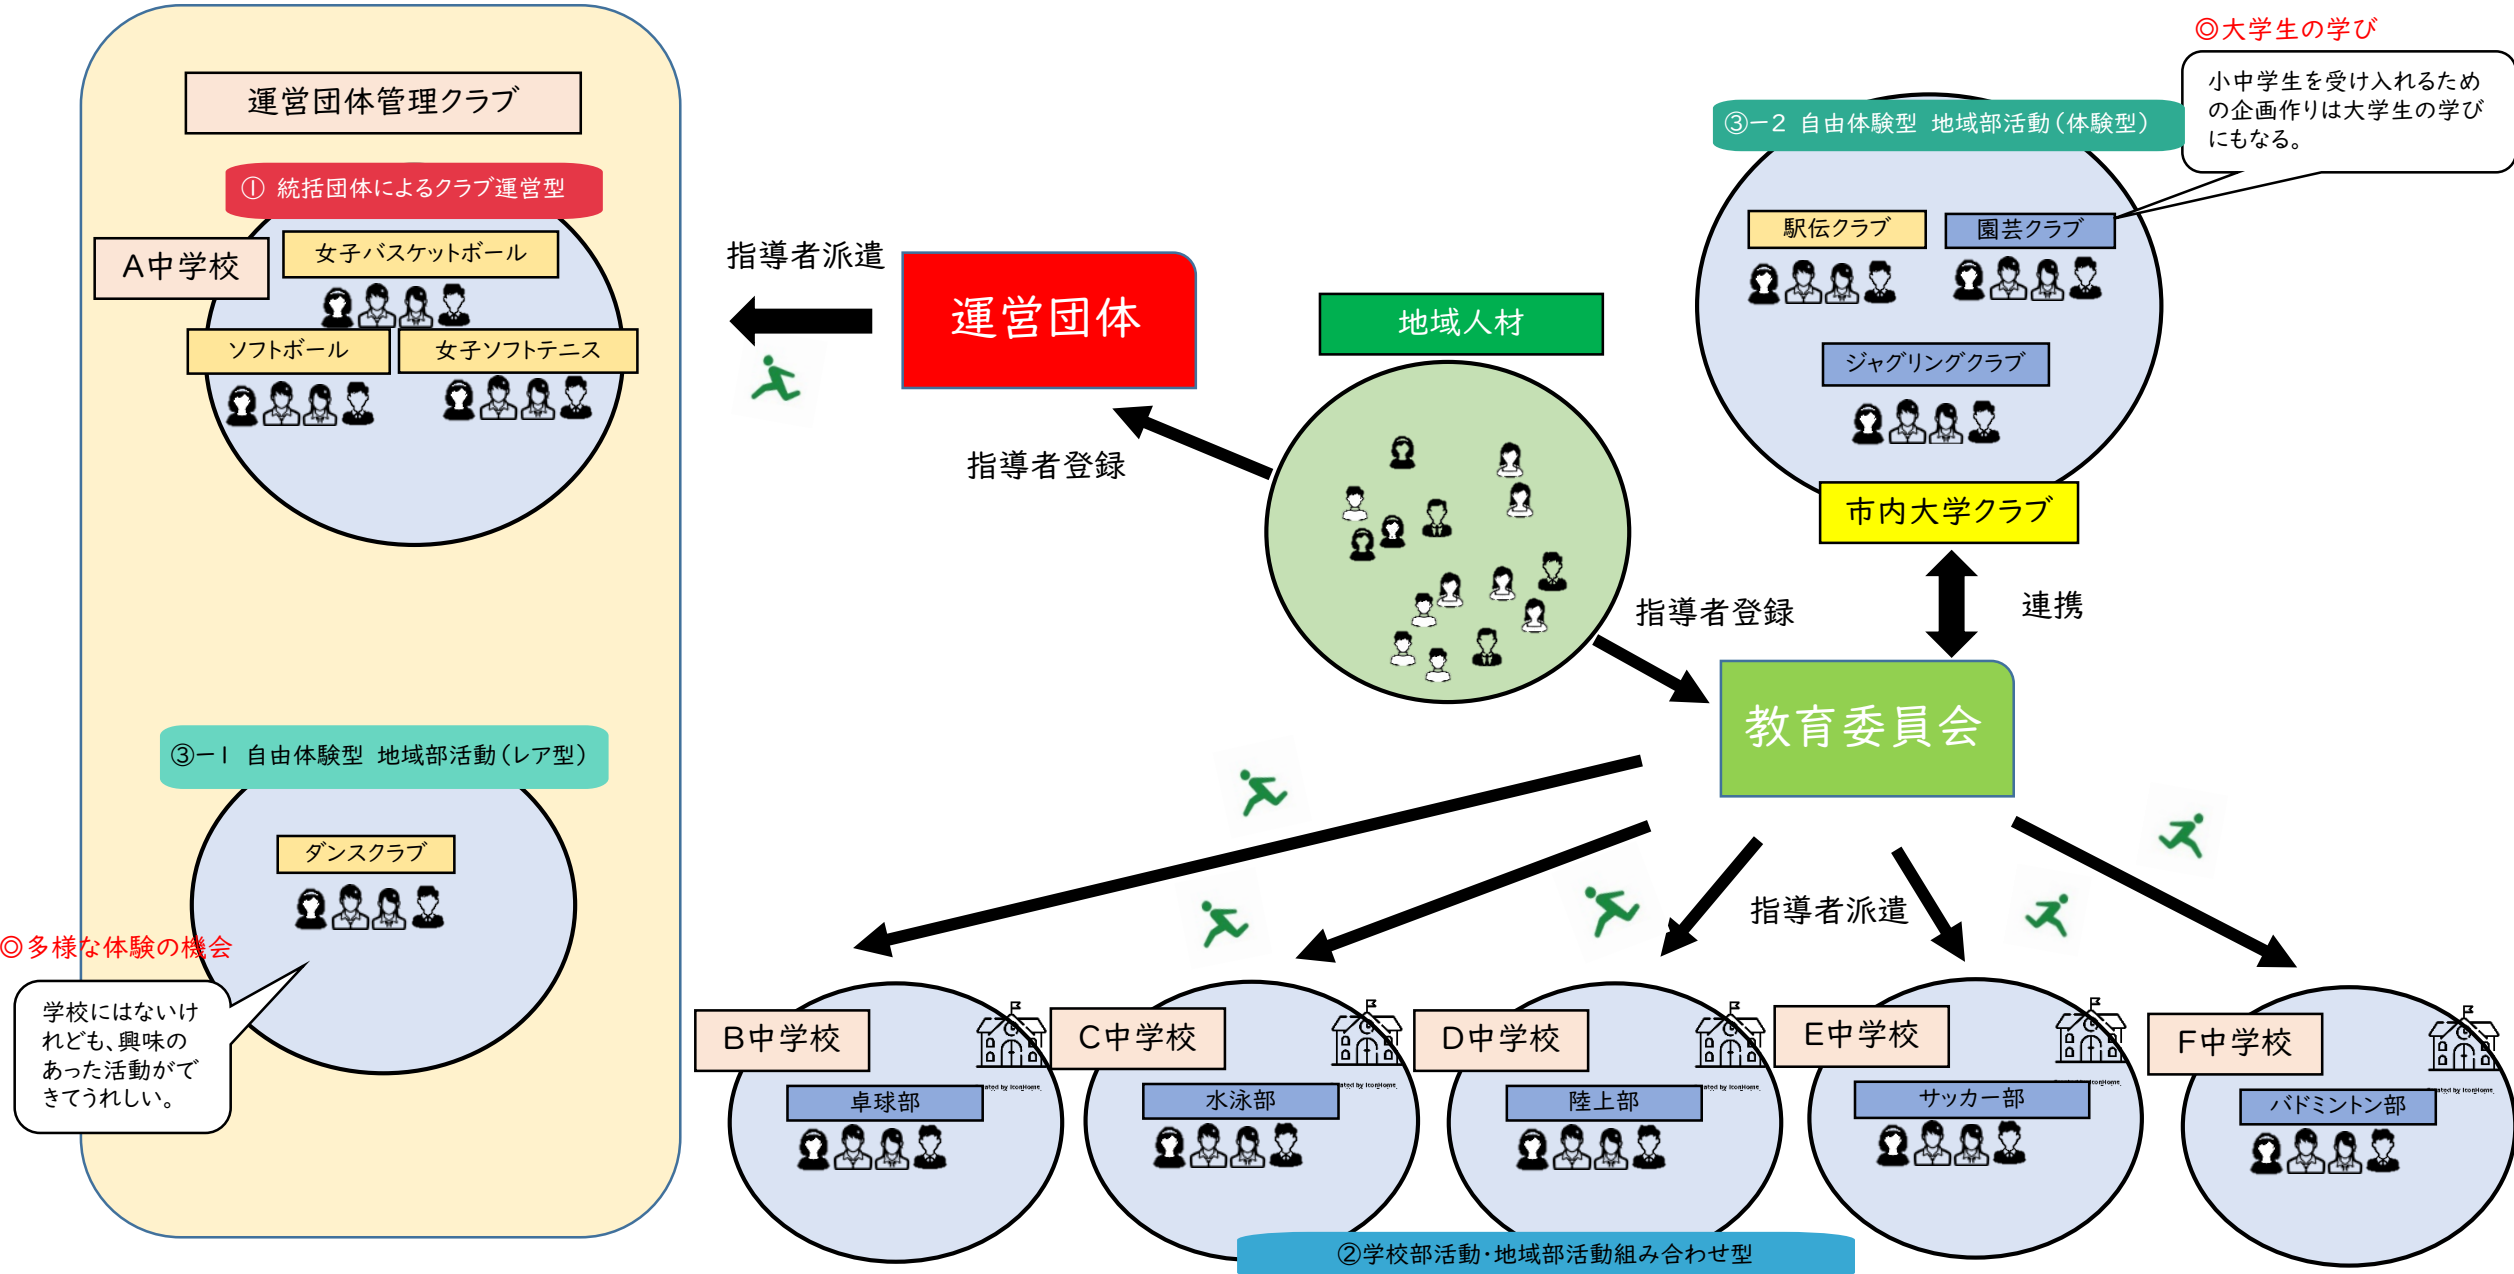 運営団体管理クラブ
① 統括団体によるクラブ運営型
A中学校
女子バスケットボール
ソフトボール
女子ソフトテニス
③ー1 自由体験型 地域部活動(レア型)
ダンスクラブ
◎多様な体験の機会
学校にはないけ
れども、興味の
あった活動がで
きてうれしい。
指導者派遣
運営団体
指導者登録
地域人材
指導者登録
◎大学生の学び
小中学生を受け入れるため
の企画作りは大学生の学び
にもなる。
③ー2 自由体験型 地域部活動(体験型)
駅伝クラブ
園芸クラブ
ジャグリングクラブ
市内大学クラブ
連携
教育委員会
指導者派遣
B中学校
卓球部
C中学校
水泳部
D中学校
陸上部
E中学校
サッカー部
F中学校
バドミントン部
②学校部活動・地域部活動組み合わせ型